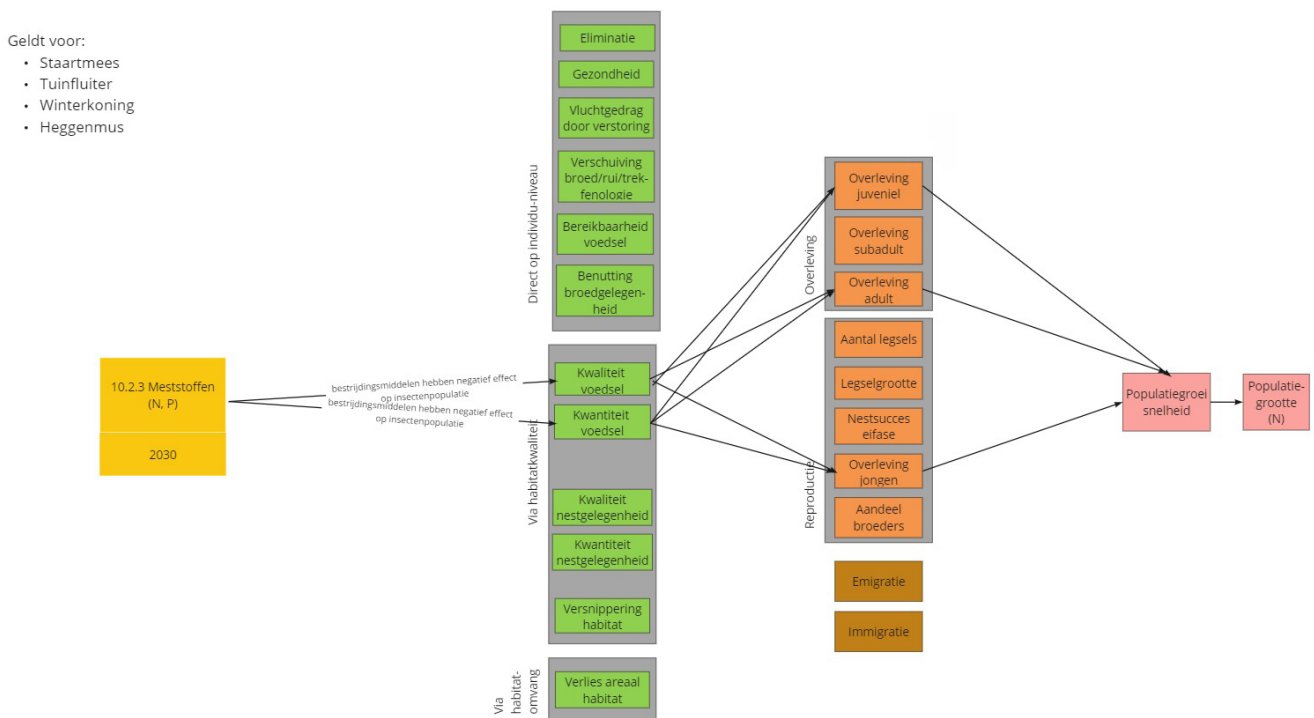 Geldt voor:
• Staartmees
• Tuinfluiter
• Winterkoning
• Heggenmus
10.2.3 Meststoffen
(N, P)
2030
bestrijdingsmiddelen hebben negatief effect
op insectenpopulatie
bestrijdingsmiddelen hebben negatief effect
op insectenpopulatie
Direct op individu-niveau
Eliminatie
Gezondheid
Vluchtgedrag
door verstoring
Verschuiving
broed/rui/trek-
fenologie
Bereikbaarheid
voedsel
Benutting
broedgelegen-
heid
Via habitatkwaliteit
Kwaliteit
voedsel
Kwantiteit
voedsel
Kwaliteit
nestgelegenheid
Kwantiteit
nestgelegenheid
Versnippering
habitat
Via
habitat-
omvang
Verlies areaal
habitat
Overleving
Overleving
juveniel
Overleving
subadult
Overleving
adult
Reproductie
Aantal legsels
Legselgrootte
Nestsucces
eifase
Overleving
jongen
Aandeel
broeders
Emigratie
Immigratie
Populatiegroei
snelheid
Populatie-
grootte
(N)